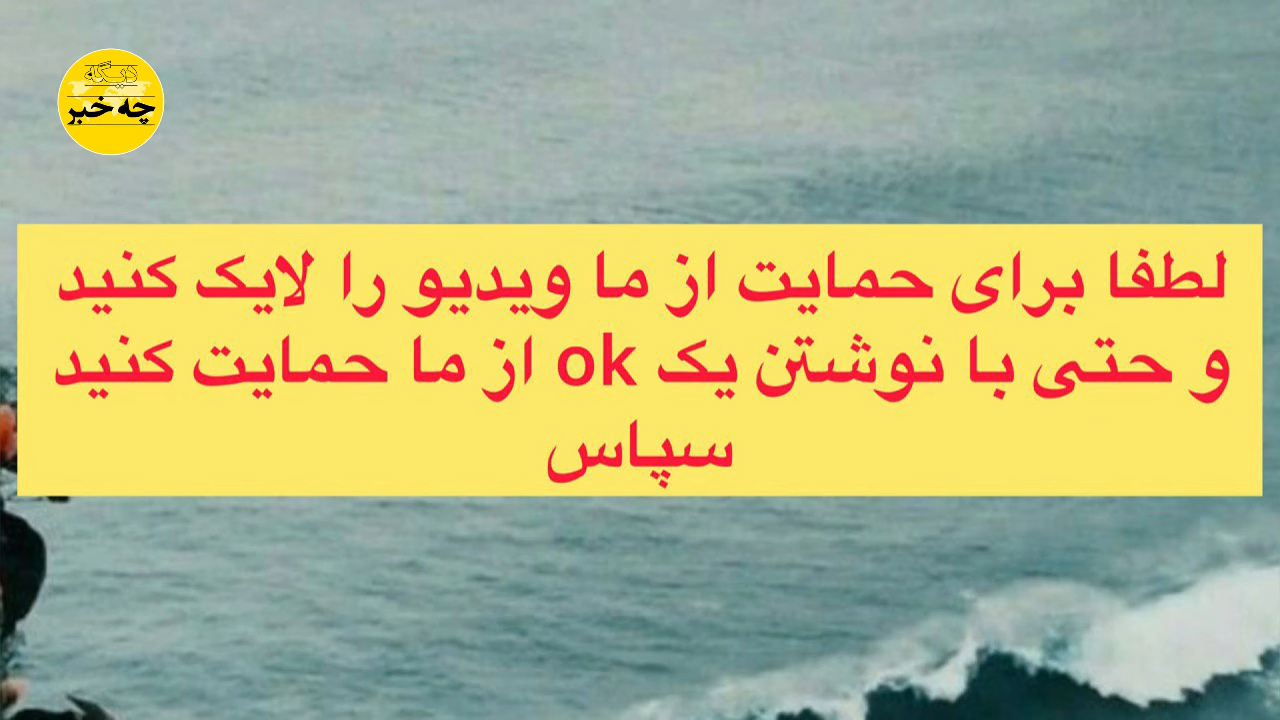 دیگه
چه خبر
لطفا برای حمایت از ما ویدیو را لایک کنید
و حتی با نوشتن یک ok از ما حمایت کنید
سپاس